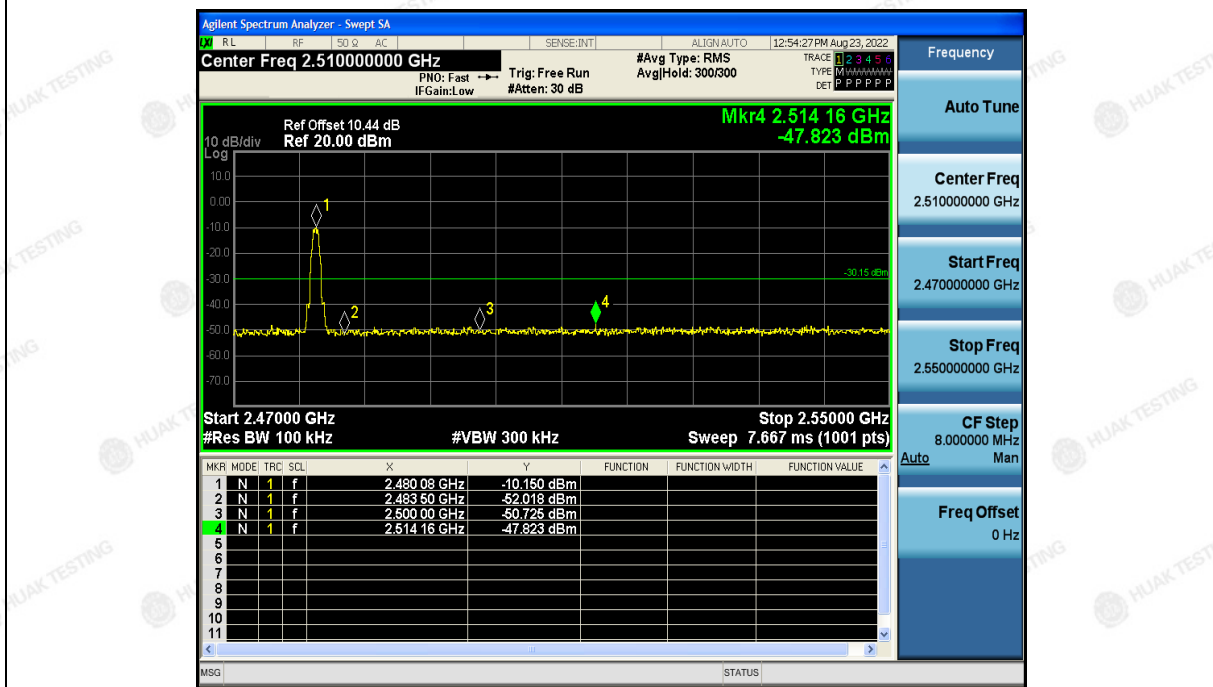 Agilent Spectrum Analyzer - Swept SA
RL RF 50 Ω AC SENSE:INT ALIGN AUTO 12:54:27 PM Aug 23, 2022
Center Freq 2.510000000 GHz
PNO: Fast
IFGain:Low
Trig: Free Run
#Atten: 30 dB
#Avg Type: RMS
Avg|Hold: 300/300
TRACE 1 2 3 4 5 6
TYPE M WWWWW
DET P P P P P P
Mkr4 2.514 16 GHz
-47.823 dBm
Ref Offset 10.44 dB
10 dB/div Ref 20.00 dBm
Log
10.0
0.00
-10.0
-20.0
-30.0
-40.0
-50.0
-60.0
-70.0
1
2
3
4
-30.15 dBm
Start 2.47000 GHz Stop 2.55000 GHz
#Res BW 100 kHz #VBW 300 kHz Sweep 7.667 ms (1001 pts)
MKR MODE TRC SCL X Y FUNCTION FUNCTION WIDTH FUNCTION VALUE
1 N 1 f 2.480 08 GHz -10.150 dBm
2 N 1 f 2.483 50 GHz -52.018 dBm
3 N 1 f 2.500 00 GHz -50.725 dBm
4 N 1 f 2.514 16 GHz -47.823 dBm
5
6
7
8
9
10
11
MSG STATUS
Frequency
Auto Tune
Center Freq
2.510000000 GHz
Start Freq
2.470000000 GHz
Stop Freq
2.550000000 GHz
CF Step
8.000000 MHz
Auto Man
Freq Offset
0 Hz
HUAK TESTING